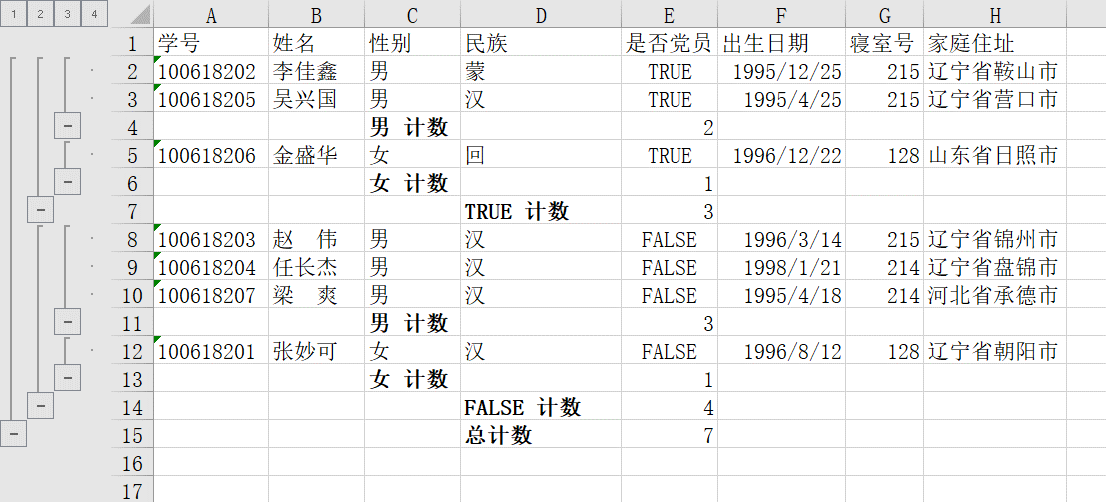 1 2 3 4 A B C D E F G H
1 学号 姓名 性别 民族 是否党员 出生日期 寝室号 家庭住址
2 100618202 李佳鑫 男 蒙 TRUE 1995/12/25 215 辽宁省鞍山市
3 100618205 吴兴国 男 汉 TRUE 1995/4/25 215 辽宁省营口市
4 男 计数 2
5 100618206 金盛华 女 回 TRUE 1996/12/22 128 山东省日照市
6 女 计数 1
7 TRUE 计数 3
8 100618203 赵　伟 男 汉 FALSE 1996/3/14 215 辽宁省锦州市
9 100618204 任长杰 男 汉 FALSE 1998/1/21 214 辽宁省盘锦市
10 100618207 梁　爽 男 汉 FALSE 1995/4/18 214 河北省承德市
11 男 计数 3
12 100618201 张妙可 女 汉 FALSE 1996/8/12 128 辽宁省朝阳市
13 女 计数 1
14 FALSE 计数 4
15 总计数 7
16
17